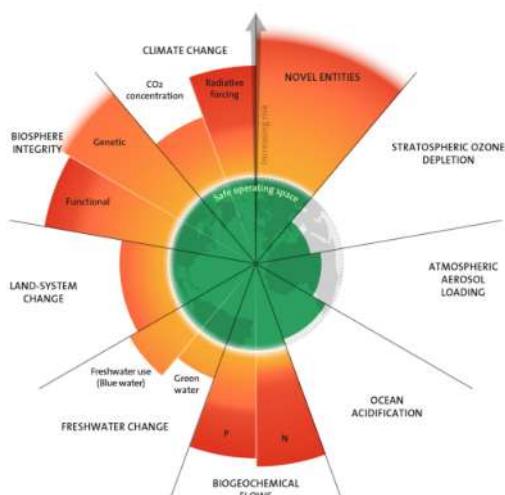 CLIMATE CHANGE
CO2
concentration
Radiative
forcing
Increasing risk
NOVEL ENTITIES
STRATOSPHERIC OZONE
DEPLETION
BIOSPHERE
INTEGRITY
Genetic
Functional
Safe operating space
ATMOSPHERIC
AEROSOL
LOADING
LAND-SYSTEM
CHANGE
Freshwater use
(Blue water)
Green
water
OCEAN
ACIDIFICATION
FRESHWATER CHANGE
P
N
BIOGEOCHEMICAL
FLOWS